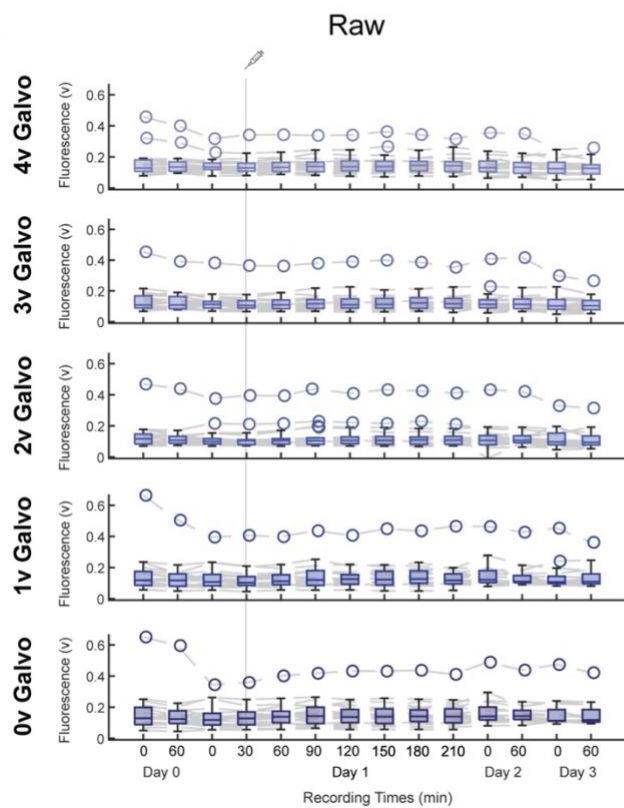 Raw
4v Galvo
Fluorescence (v)
0.6
0.4
0.2
0
3v Galvo
Fluorescence (v)
0.6
0.4
0.2
0
2v Galvo
Fluorescence (v)
0.6
0.4
0.2
0
1v Galvo
Fluorescence (v)
0.6
0.4
0.2
0
0v Galvo
Fluorescence (v)
0.6
0.4
0.2
0
0 60 0 30 60 90 120 150 180 210 0 60 0 60
Day 0 Day 1 Day 2 Day 3
Recording Times (min)